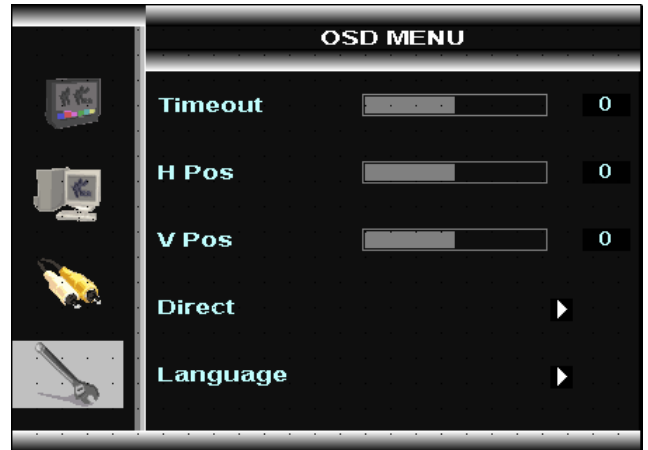 OSD MENU
Timeout 0
H Pos 0
V Pos 0
Direct
Language